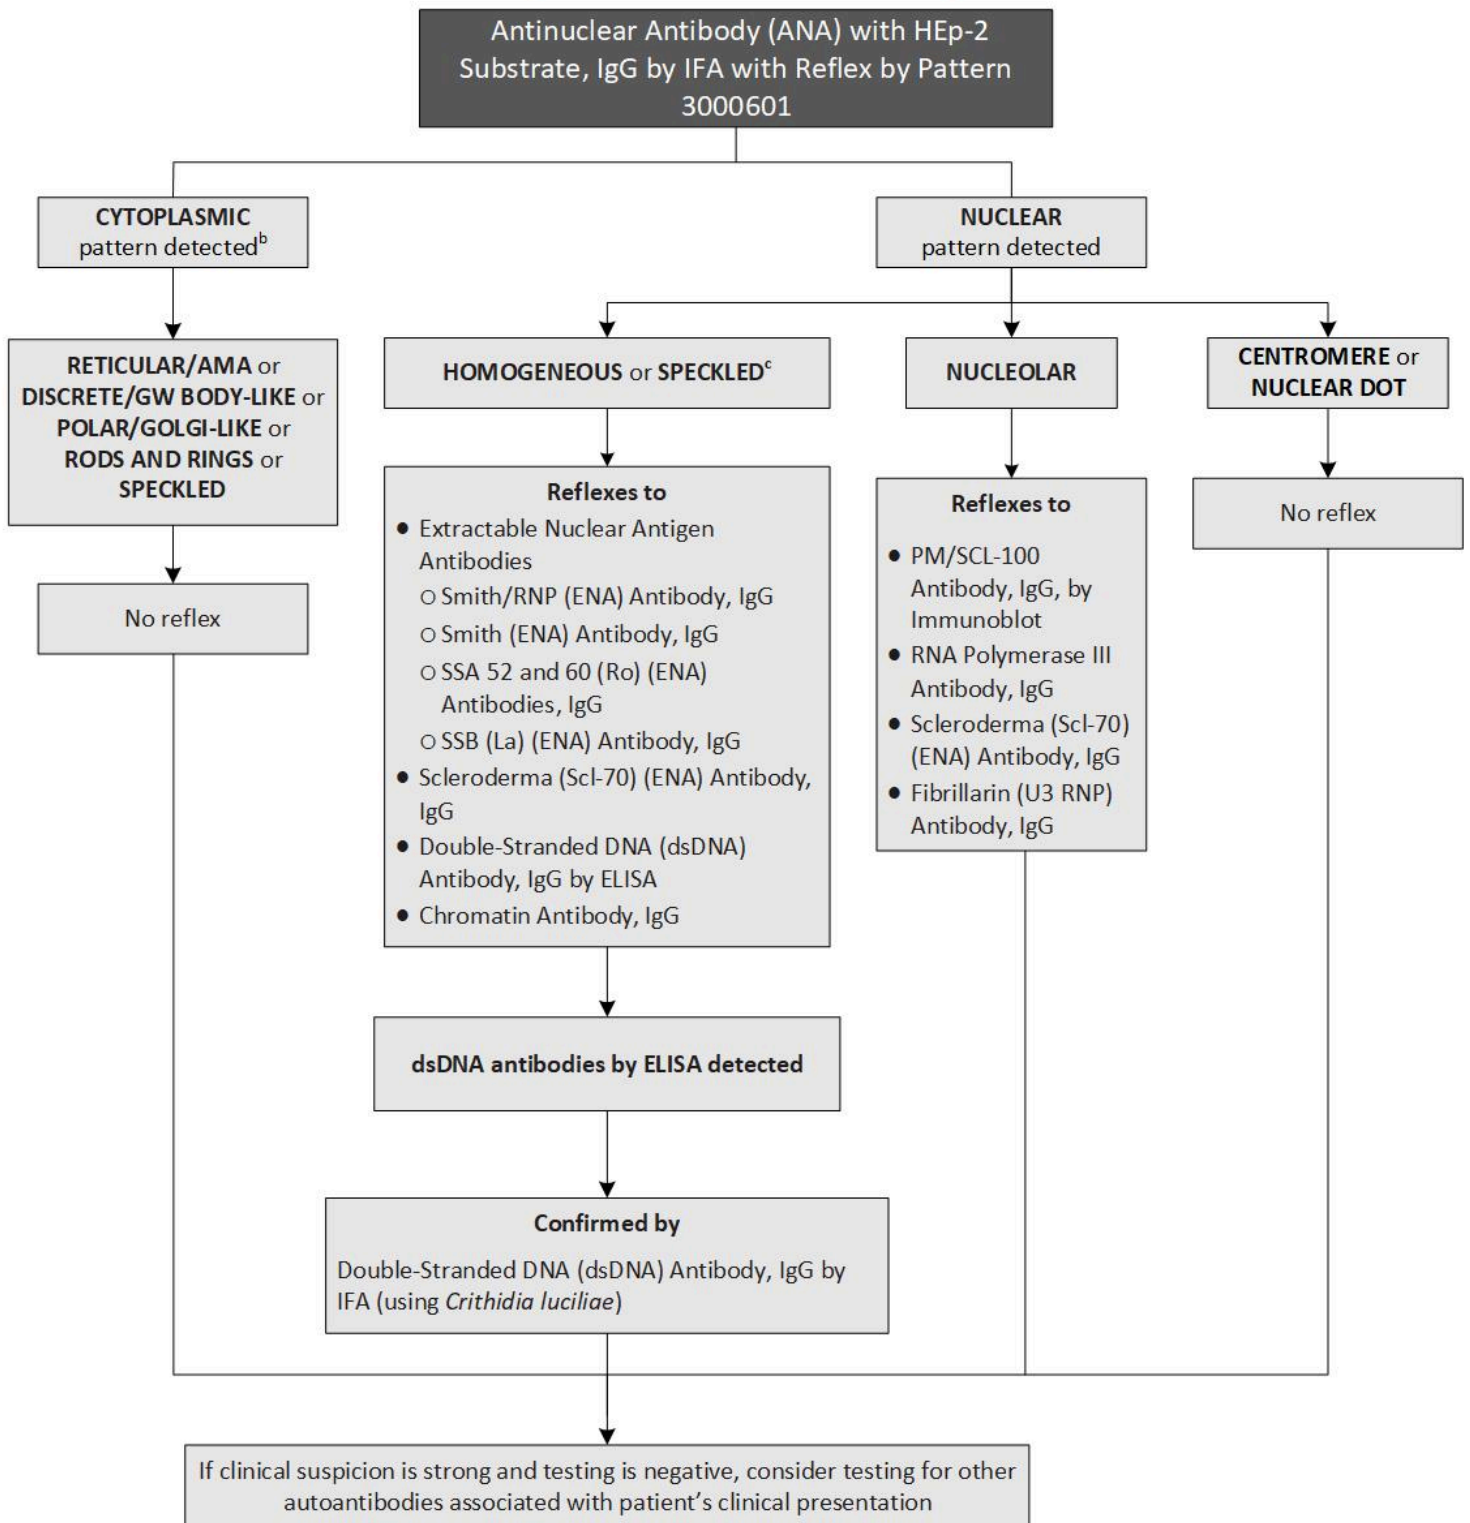 Antinuclear Antibody (ANA) with HEp-2
Substrate, IgG by IFA with Reflex by Pattern
3000601
CYTOPLASMIC
pattern detectedᵇ
NUCLEAR
pattern detected
RETICULAR/AMA or
DISCRETE/GW BODY-LIKE or
POLAR/GOLGI-LIKE or
RODS AND RINGS or
SPECKLED
No reflex
HOMOGENEOUS or SPECKLEDᶜ
Reflexes to
● Extractable Nuclear Antigen
Antibodies
○ Smith/RNP (ENA) Antibody, IgG
○ Smith (ENA) Antibody, IgG
○ SSA 52 and 60 (Ro) (ENA)
Antibodies, IgG
○ SSB (La) (ENA) Antibody, IgG
● Scleroderma (Scl-70) (ENA) Antibody,
IgG
● Double-Stranded DNA (dsDNA)
Antibody, IgG by ELISA
● Chromatin Antibody, IgG
dsDNA antibodies by ELISA detected
Confirmed by
Double-Stranded DNA (dsDNA) Antibody, IgG by
IFA (using Crithidia luciliae)
NUCLEOLAR
Reflexes to
● PM/SCL-100
Antibody, IgG, by
Immunoblot
● RNA Polymerase III
Antibody, IgG
● Scleroderma (Scl-70)
(ENA) Antibody, IgG
● Fibrillarin (U3 RNP)
Antibody, IgG
CENTROMERE or
NUCLEAR DOT
No reflex
If clinical suspicion is strong and testing is negative, consider testing for other
autoantibodies associated with patient's clinical presentation